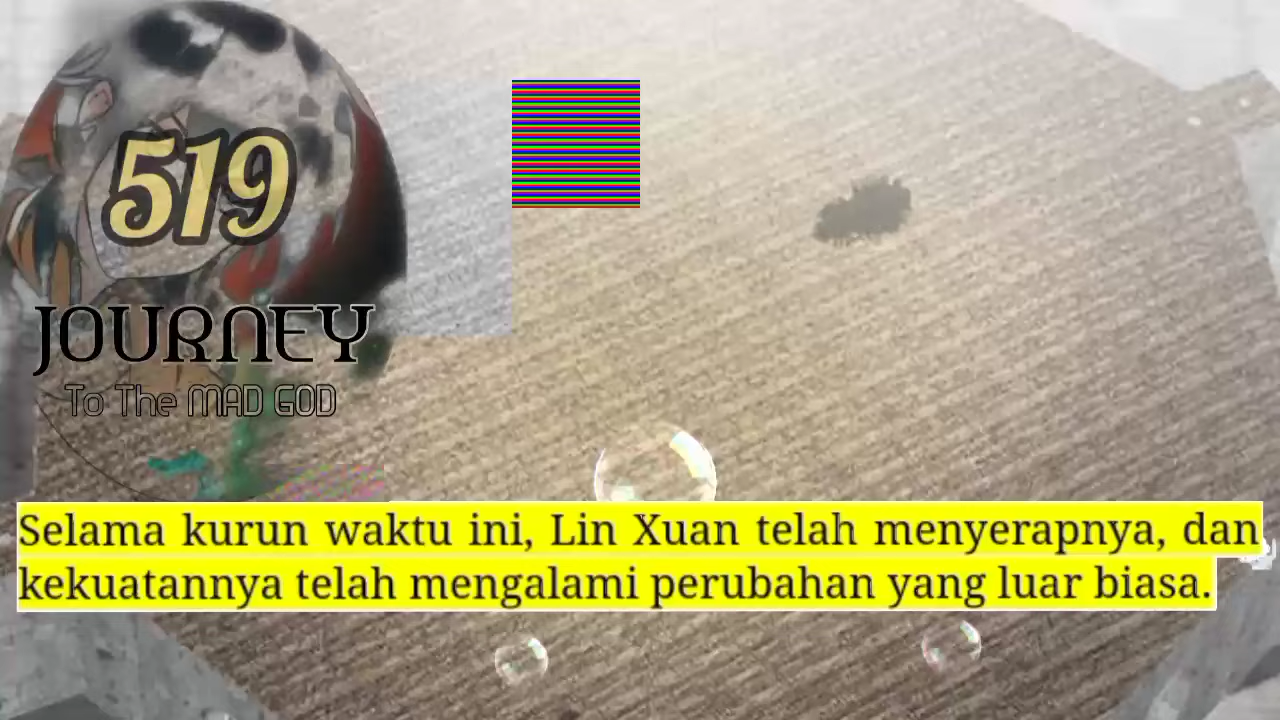 519
JOURNEY
To The MAD GOD
Selama kurun waktu ini, Lin Xuan telah menyerapnya, dan
kekuatannya telah mengalami perubahan yang luar biasa.